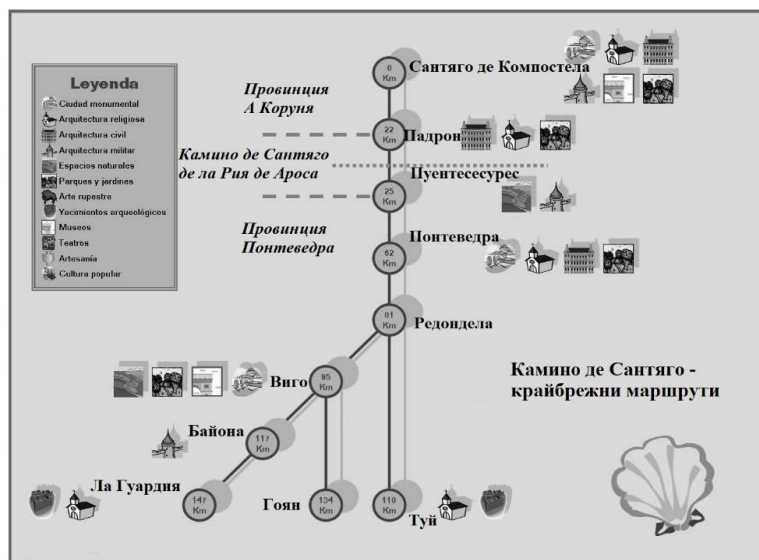 0
Km
Сантяго де Компостела
Leyenda
Ciudad monumental
Arquitectura religiosa
Arquitectura civil
Arquitectura militar
Espacios naturales
Parques y jardines
Arte rupestre
Yacimientos arqueológicos
Museos
Teatros
Artesanía
Cultura popular
Провинция
А Коруня
22
Km
Падрон
Камино де Сантяго
де ла Рия де Ароса
Пуентесесурес
25
Km
Провинция
Понтеведра
Понтеведра
62
Km
81
Km
Редондела
Виго
95
Km
Камино де Сантяго -
крайбрежни маршрути
Байона
117
Km
Ла Гуардия
147
Km
Гоян
134
Km
110
Km
Туй